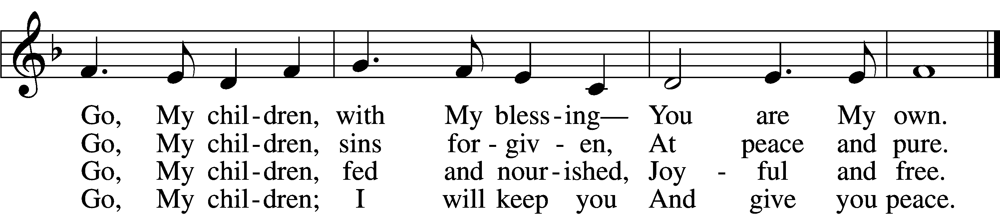 Go, My chil-dren, with My bless-ing— You are My own.
Go, My chil-dren, sins for-giv-en, At peace and pure.
Go, My chil-dren, fed and nour-ished, Joy-ful and free.
Go, My chil-dren; I will keep you And give you peace.